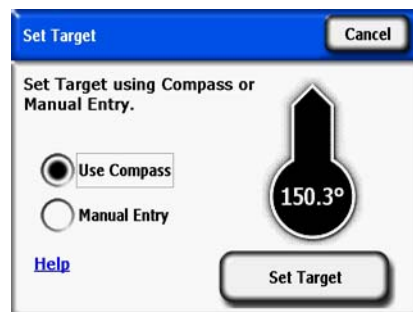 Set Target
Cancel
Set Target using Compass or
Manual Entry.
Use Compass
150.3°
Manual Entry
Help
Set Target